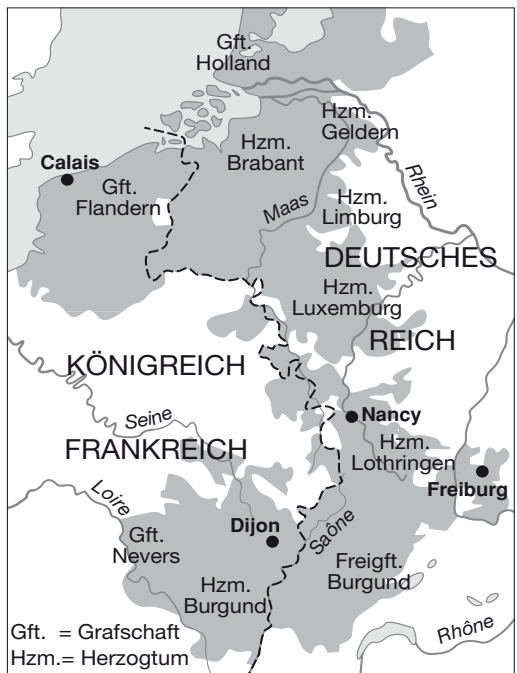 Gft.
Holland
Hzm.
Geldern
Hzm.
Brabant
Calais
Gft.
Flandern
Rhein
Maas
Hzm.
Limburg
DEUTSCHES
Hzm.
Luxemburg
REICH
KÖNIGREICH
Seine
Nancy
FRANKREICH
Hzm.
Lothringen
Freiburg
Loire
Dijon
Saône
Gft.
Nevers
Freigft.
Burgund
Hzm.
Burgund
Rhône
Gft. = Grafschaft
Hzm.= Herzogtum